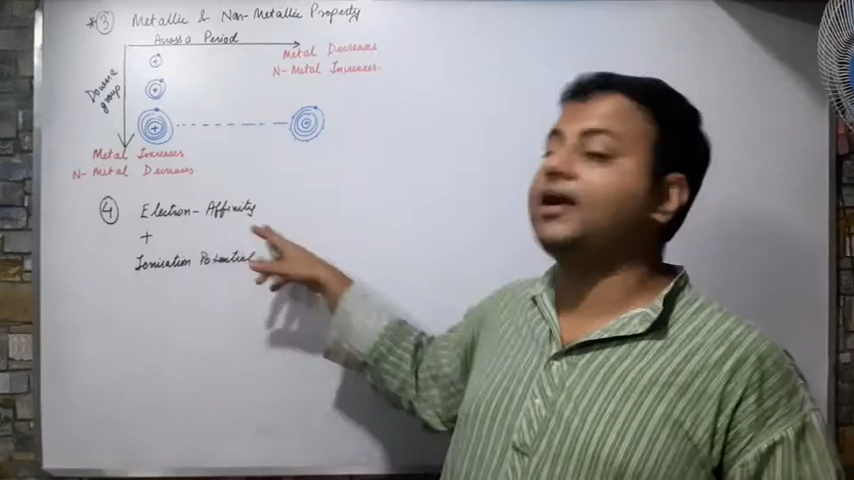 *③ Metallic & Non-Metallic Property
Across a Period
Metal Decreases
N-Metal Increases.
Down a group
Metal Increases
N-Metal Decreases
④ Electron-Affinity
+
Ionisation Potential